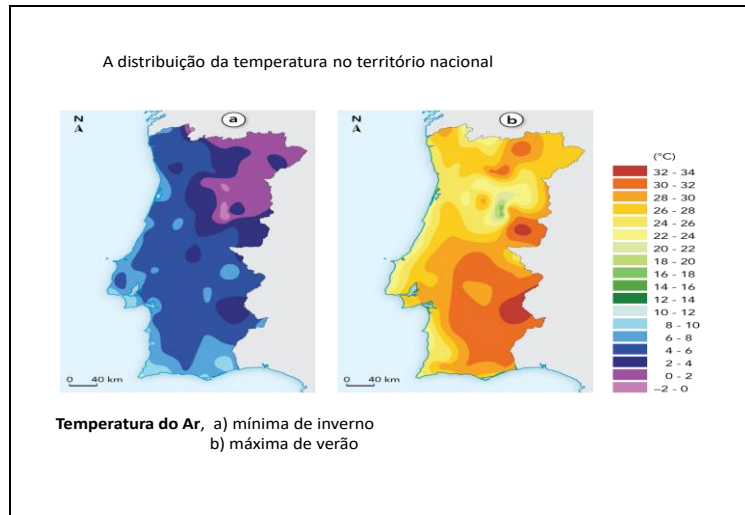 A distribuição da temperatura no território nacional
N
a
0 40 km
N
b
0 40 km
(°C)
32 - 34
30 - 32
28 - 30
26 - 28
24 - 26
22 - 24
20 - 22
18 - 20
16 - 18
14 - 16
12 - 14
10 - 12
8 - 10
6 - 8
4 - 6
2 - 4
0 - 2
–2 - 0
Temperatura do Ar, a) mínima de inverno
b) máxima de verão